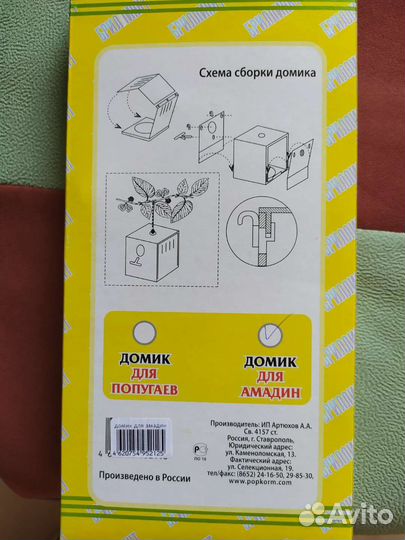 БРИЛЛИАНТ
Схема сборки домика
ДОМИК
ДЛЯ
ПОПУГАЕВ
ДОМИК
ДЛЯ
АМАДИН
ДОМИК ДЛЯ АМАДИН
Производитель: ИП Артюхов А.А.
Св. 4157 ст.
Россия, г. Ставрополь,
Юридический адрес:
ул. Каменоломская, 13.
Фактический адрес:
ул. Селекционная, 19.
тел/факс: (8652) 24-16-50, 29-85-30,
www.popkorm.com
Произведено в России
Avito